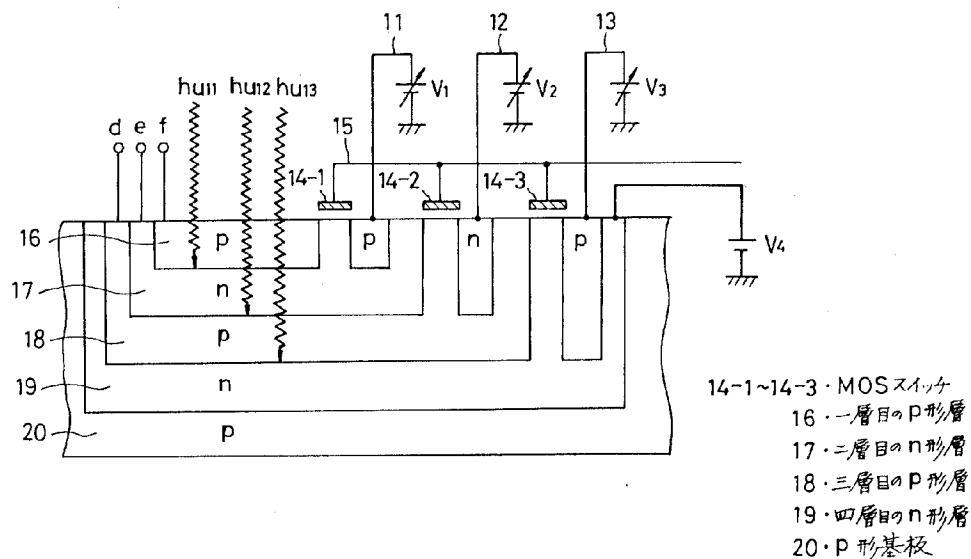 11 12 13
hυ11 hυ12 hυ13
V1 V2 V3
d e f
15
14-1 14-2 14-3
16 p p n p
V4
17 n
18 p
19 n
20 p
14-1~14-3・MOSスイッチ
16・一層目のp形層
17・二層目のn形層
18・三層目のp形層
19・四層目のn形層
20・p形基板